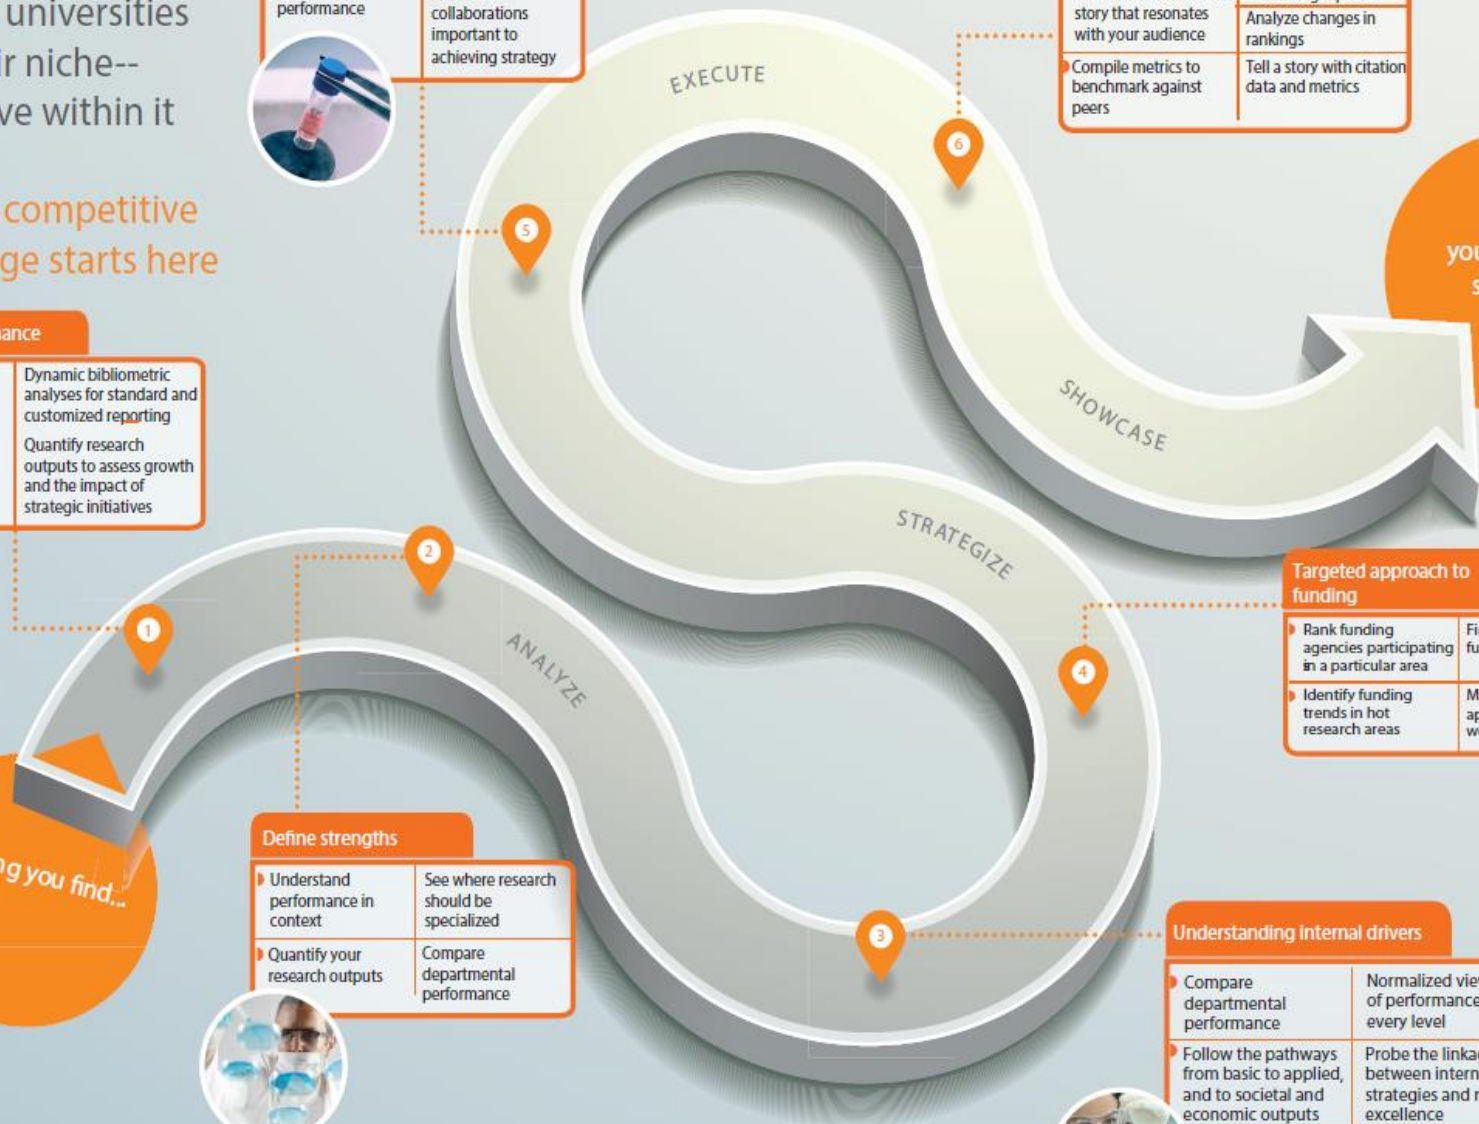 universities
niche--
within it
competitive
starts here
performance
collaborations
important to
achieving strategy
story that resonates
with your audience
Analyze changes in
rankings
Compile metrics to
benchmark against
peers
Tell a story with citation
data and metrics
EXECUTE
6
5
SHOWCASE
Dynamic bibliometric
analyses for standard and
customized reporting
Quantify research
outputs to assess growth
and the impact of
strategic initiatives
1
2
ANALYZE
STRATEGIZE
4
3
Targeted approach to
funding
Rank funding
agencies participating
in a particular area
Identify funding
trends in hot
research areas
you find...
Define strengths
Understand
performance in
context
See where research
should be
specialized
Quantify your
research outputs
Compare
departmental
performance
Understanding internal drivers
Compare
departmental
performance
Normalized
of performance
every level
Follow the pathways
from basic to applied,
and to societal and
economic outputs
Probe the
between
strategies and
excellence